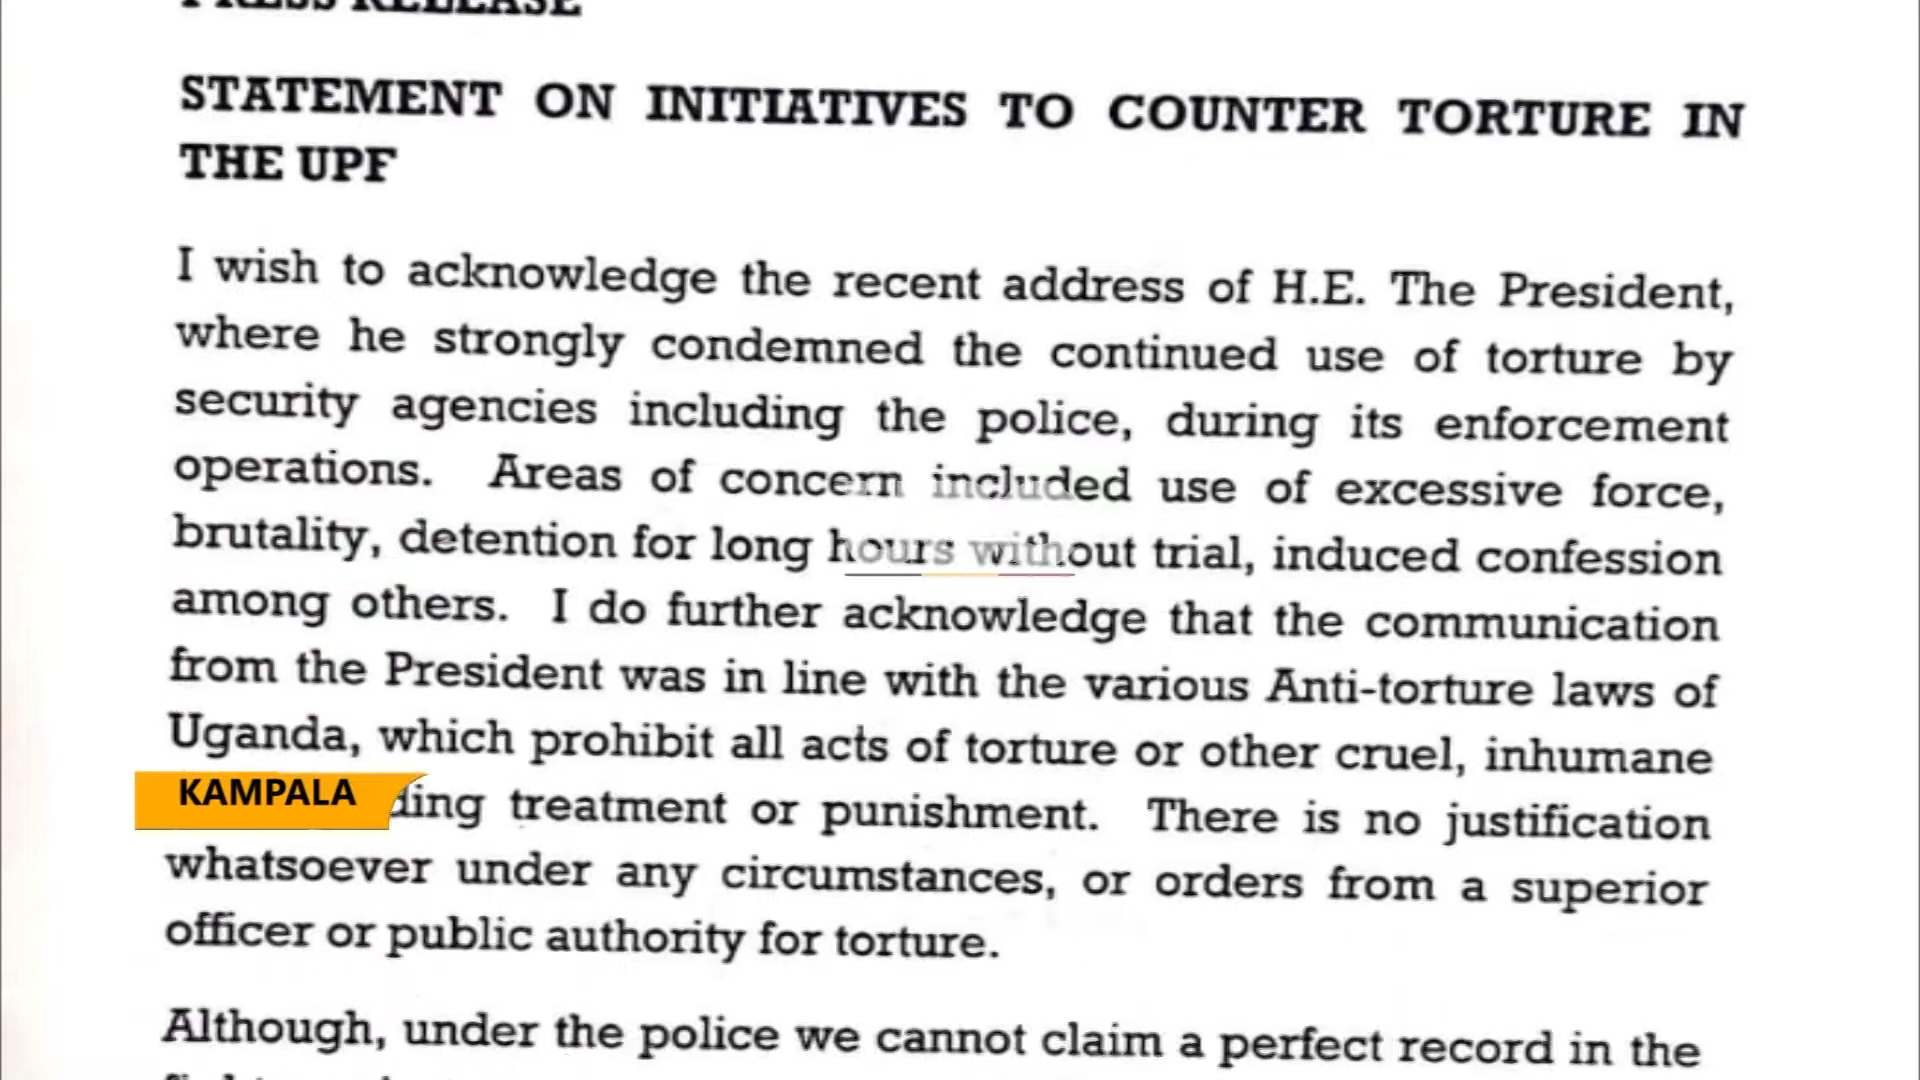 PRESS RELEASE
STATEMENT ON INITIATIVES TO COUNTER TORTURE IN
THE UPF
I wish to acknowledge the recent address of H.E. The President,
where he strongly condemned the continued use of torture by
security agencies including the police, during its enforcement
operations. Areas of concern included use of excessive force,
brutality, detention for long hours without trial, induced confession
among others. I do further acknowledge that the communication
from the President was in line with the various Anti-torture laws of
Uganda, which prohibit all acts of torture or other cruel, inhumane
KAMPALA
ding treatment or punishment. There is no justification
whatsoever under any circumstances, or orders from a superior
officer or public authority for torture.
Although, under the police we cannot claim a perfect record in the